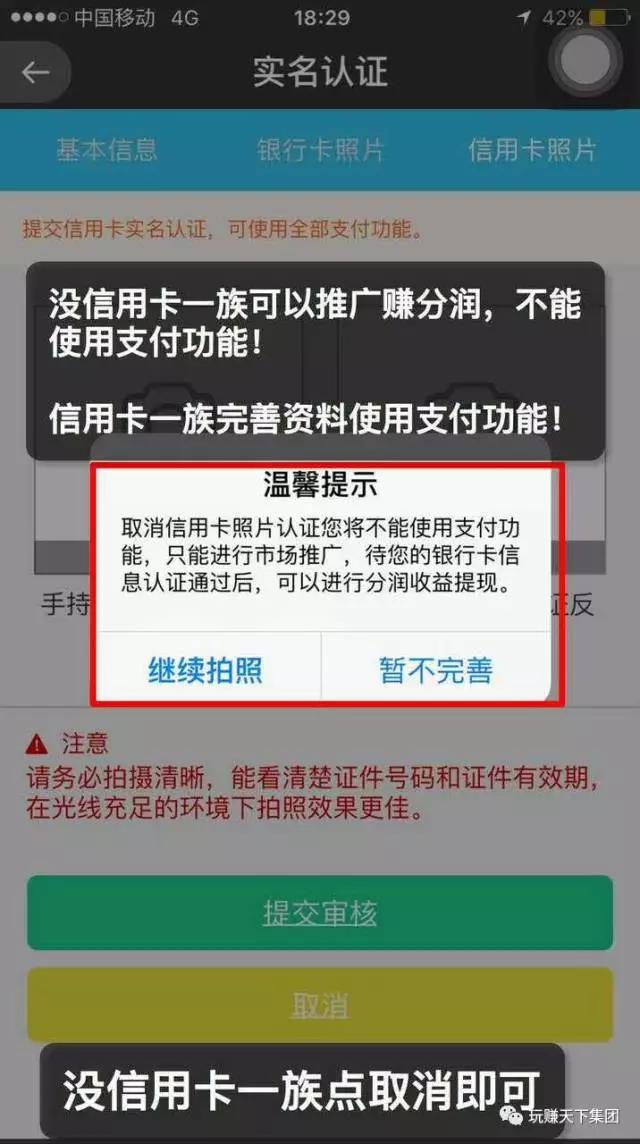 中国移动 4G 18:29 42%
实名认证
基本信息 银行卡照片 信用卡照片
提交信用卡实名认证，可使用全部支付功能。
没信用卡一族可以推广赚分润，不能
使用支付功能！
信用卡一族完善资料使用支付功能！
温馨提示
取消信用卡照片认证您将不能使用支付功
能，只能进行市场推广，待您的银行卡信
息认证通过后，可以进行分润收益提现。
手持 证反
继续拍照 暂不完善
注意
请务必拍摄清晰，能看清楚证件号码和证件有效期，
在光线充足的环境下拍照效果更佳。
提交审核
取消
没信用卡一族点取消即可
玩赚天下集团